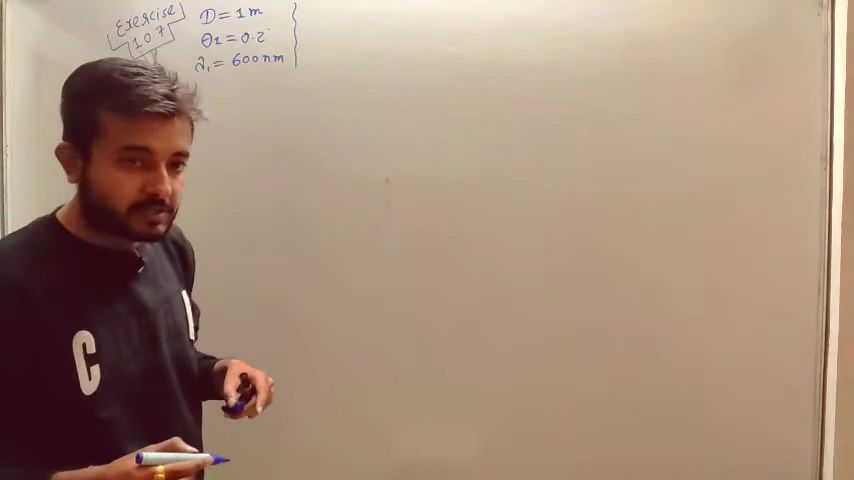 Exercise
10.7
D = 1 m
θ1 = 0.2°
λ1 = 600 nm
C